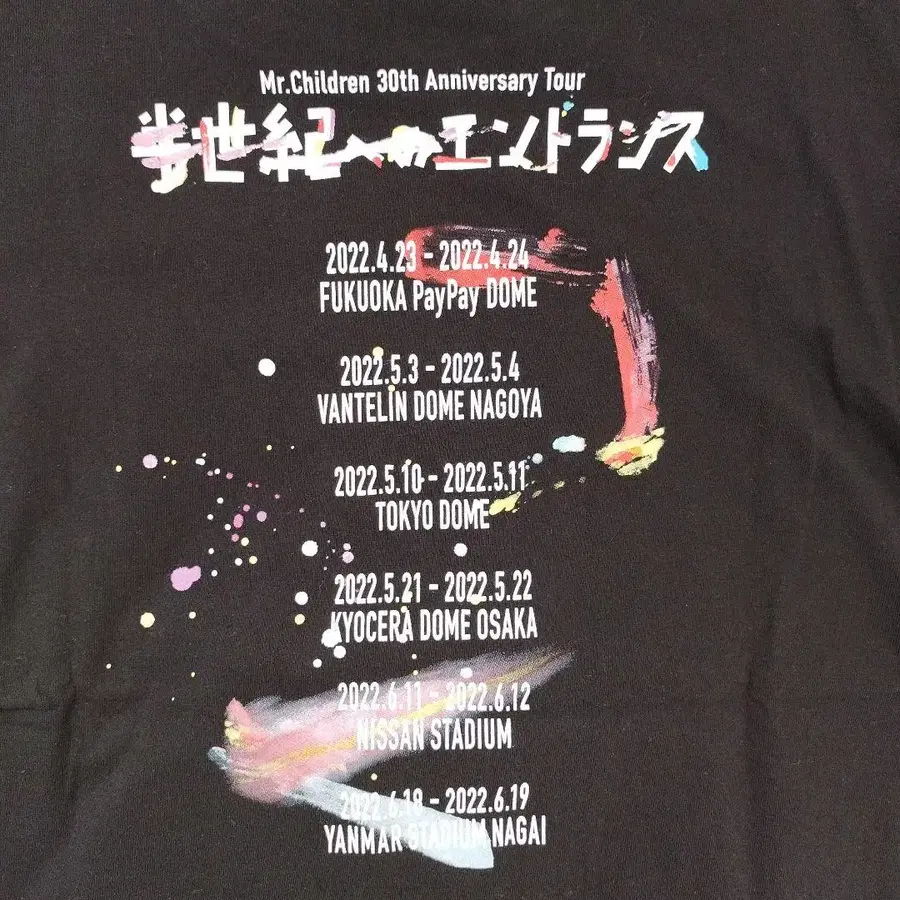 Mr.Children 30th Anniversary Tour
半世紀へのエントランス
2022.4.23 - 2022.4.24
FUKUOKA PayPay DOME
2022.5.3 - 2022.5.4
VANTELIN DOME NAGOYA
2022.5.10 - 2022.5.11
TOKYO DOME
2022.5.21 - 2022.5.22
KYOCERA DOME OSAKA
2022.6.11 - 2022.6.12
NISSAN STADIUM
2022.6.18 - 2022.6.19
YANMAR STADIUM NAGAI